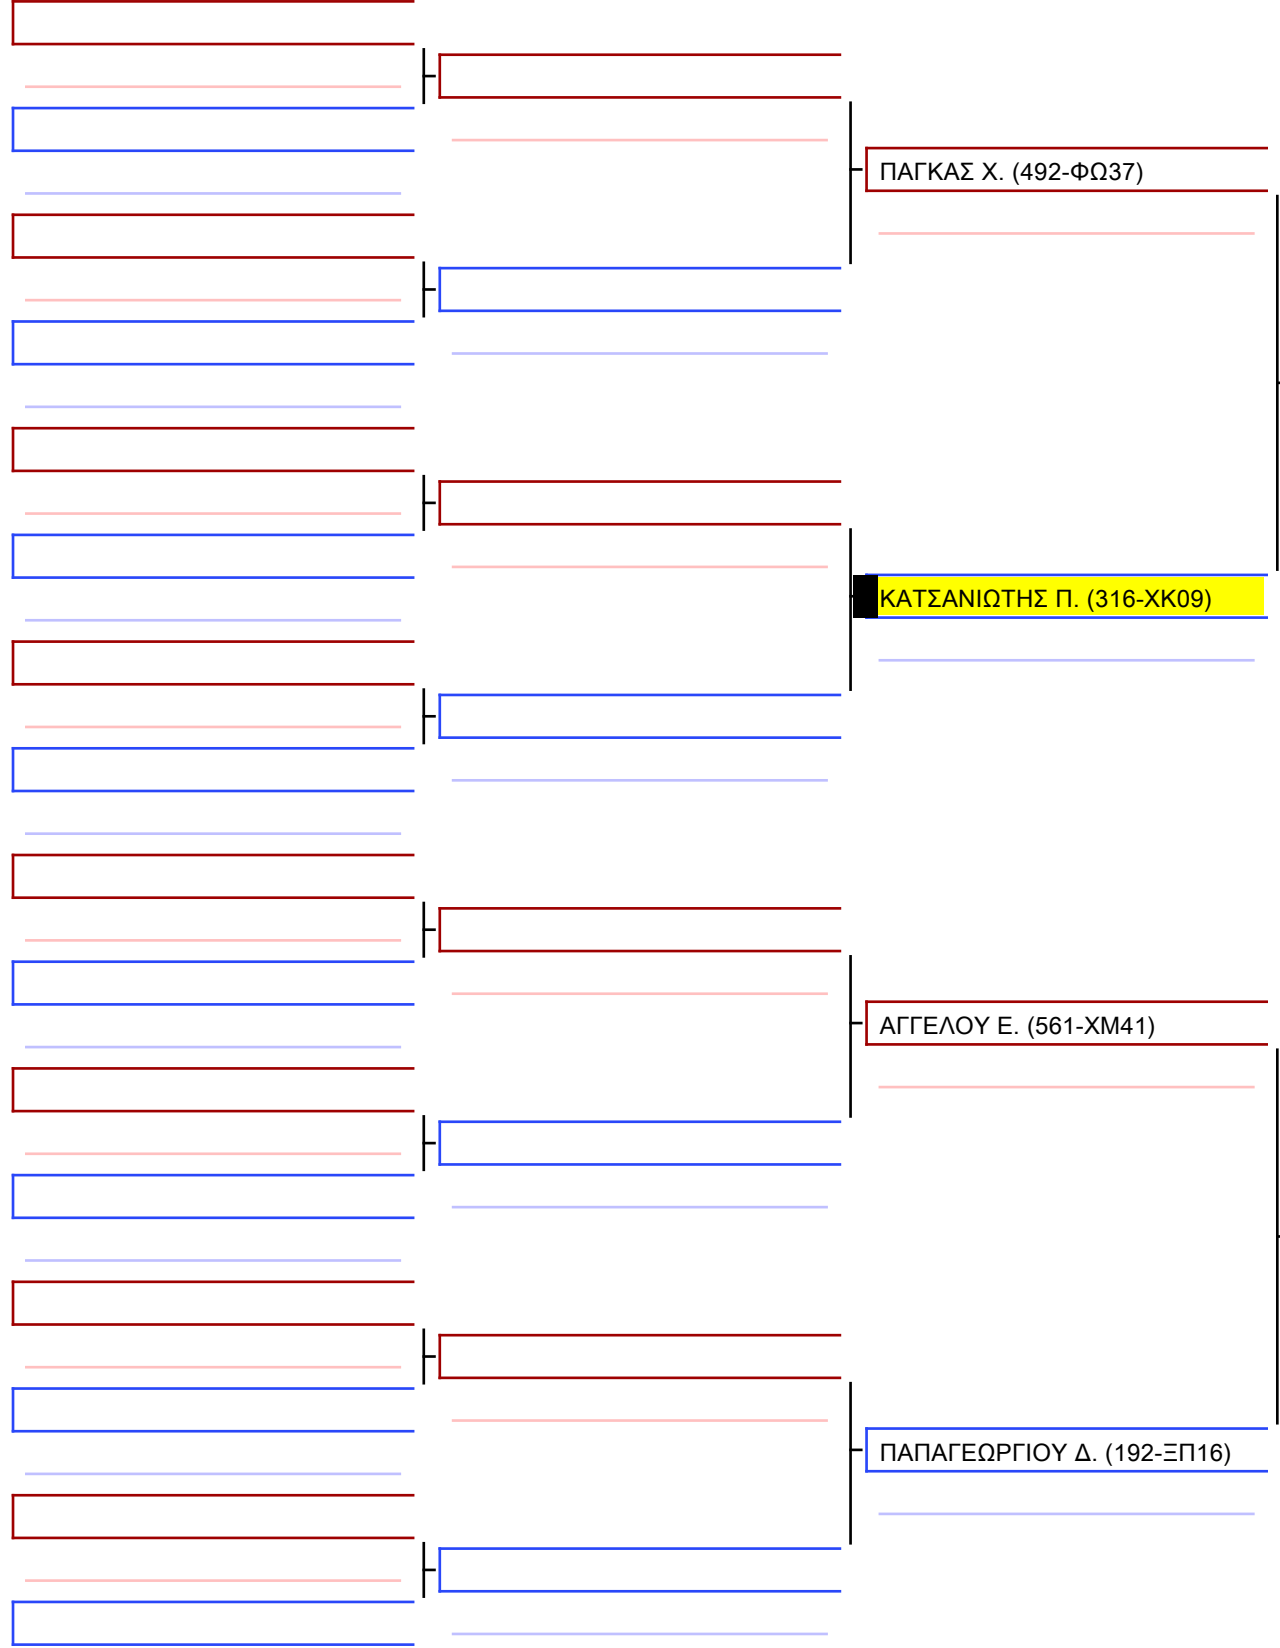 ΠΑΓΚΑΣ Χ. (492-ΦΩ37)
ΚΑΤΣΑΝΙΩΤΗΣ Π. (316-ΧΚ09)
ΑΓΓΕΛΟΥ Ε. (561-ΧΜ41)
ΠΑΠΑΓΕΩΡΓΙΟΥ Δ. (192-ΞΠ16)